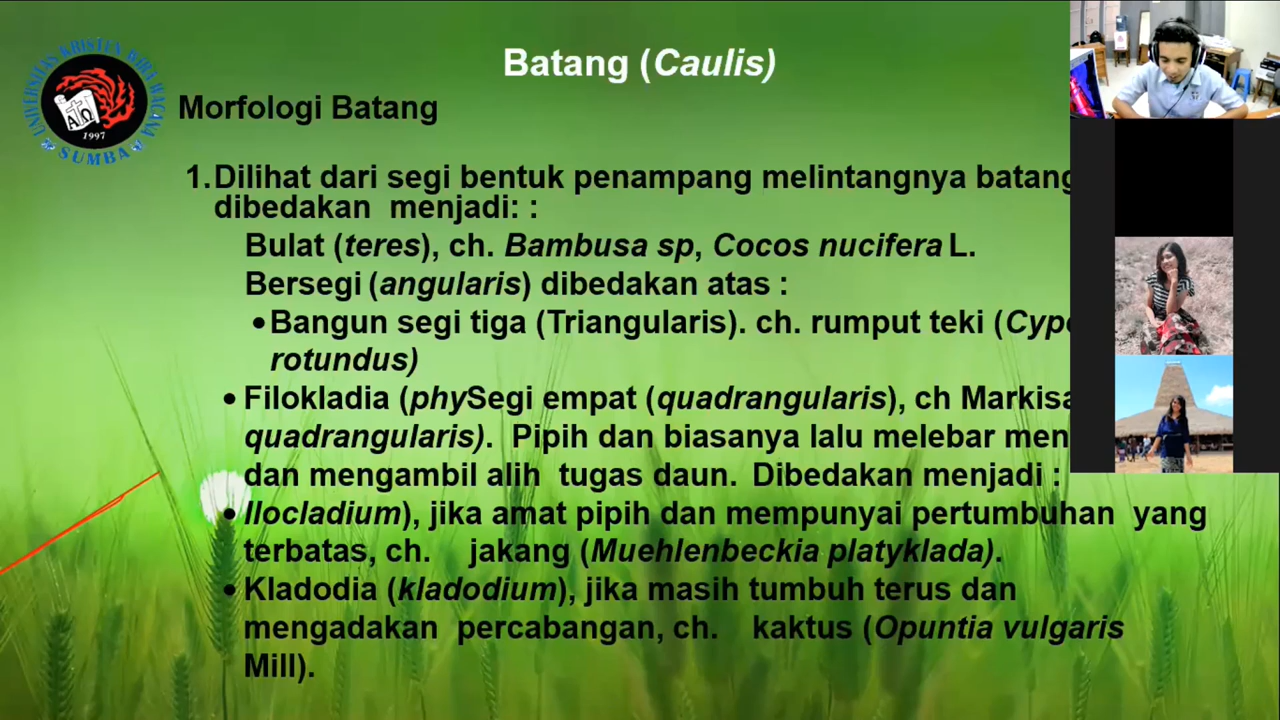 Batang (Caulis)
UNIVERSITAS KRISTEN WIRA WACANA
ΑΩ
1997
SUMBA
Morfologi Batang
1. Dilihat dari segi bentuk penampang melintangnya batang
dibedakan menjadi: :
Bulat (teres), ch. Bambusa sp, Cocos nucifera L.
Bersegi (angularis) dibedakan atas :
•Bangun segi tiga (Triangularis). ch. rumput teki (
rotundus)
• Filokladia (phySegi empat (quadrangularis), ch Markisa
quadrangularis). Pipih dan biasanya lalu melebar
dan mengambil alih tugas daun. Dibedakan menjadi :
• llocladium), jika amat pipih dan mempunyai pertumbuhan yang
terbatas, ch. jakang (Muehlenbeckia platyklada).
• Kladodia (kladodium), jika masih tumbuh terus dan
mengadakan percabangan, ch. kaktus (Opuntia vulgaris
Mill).